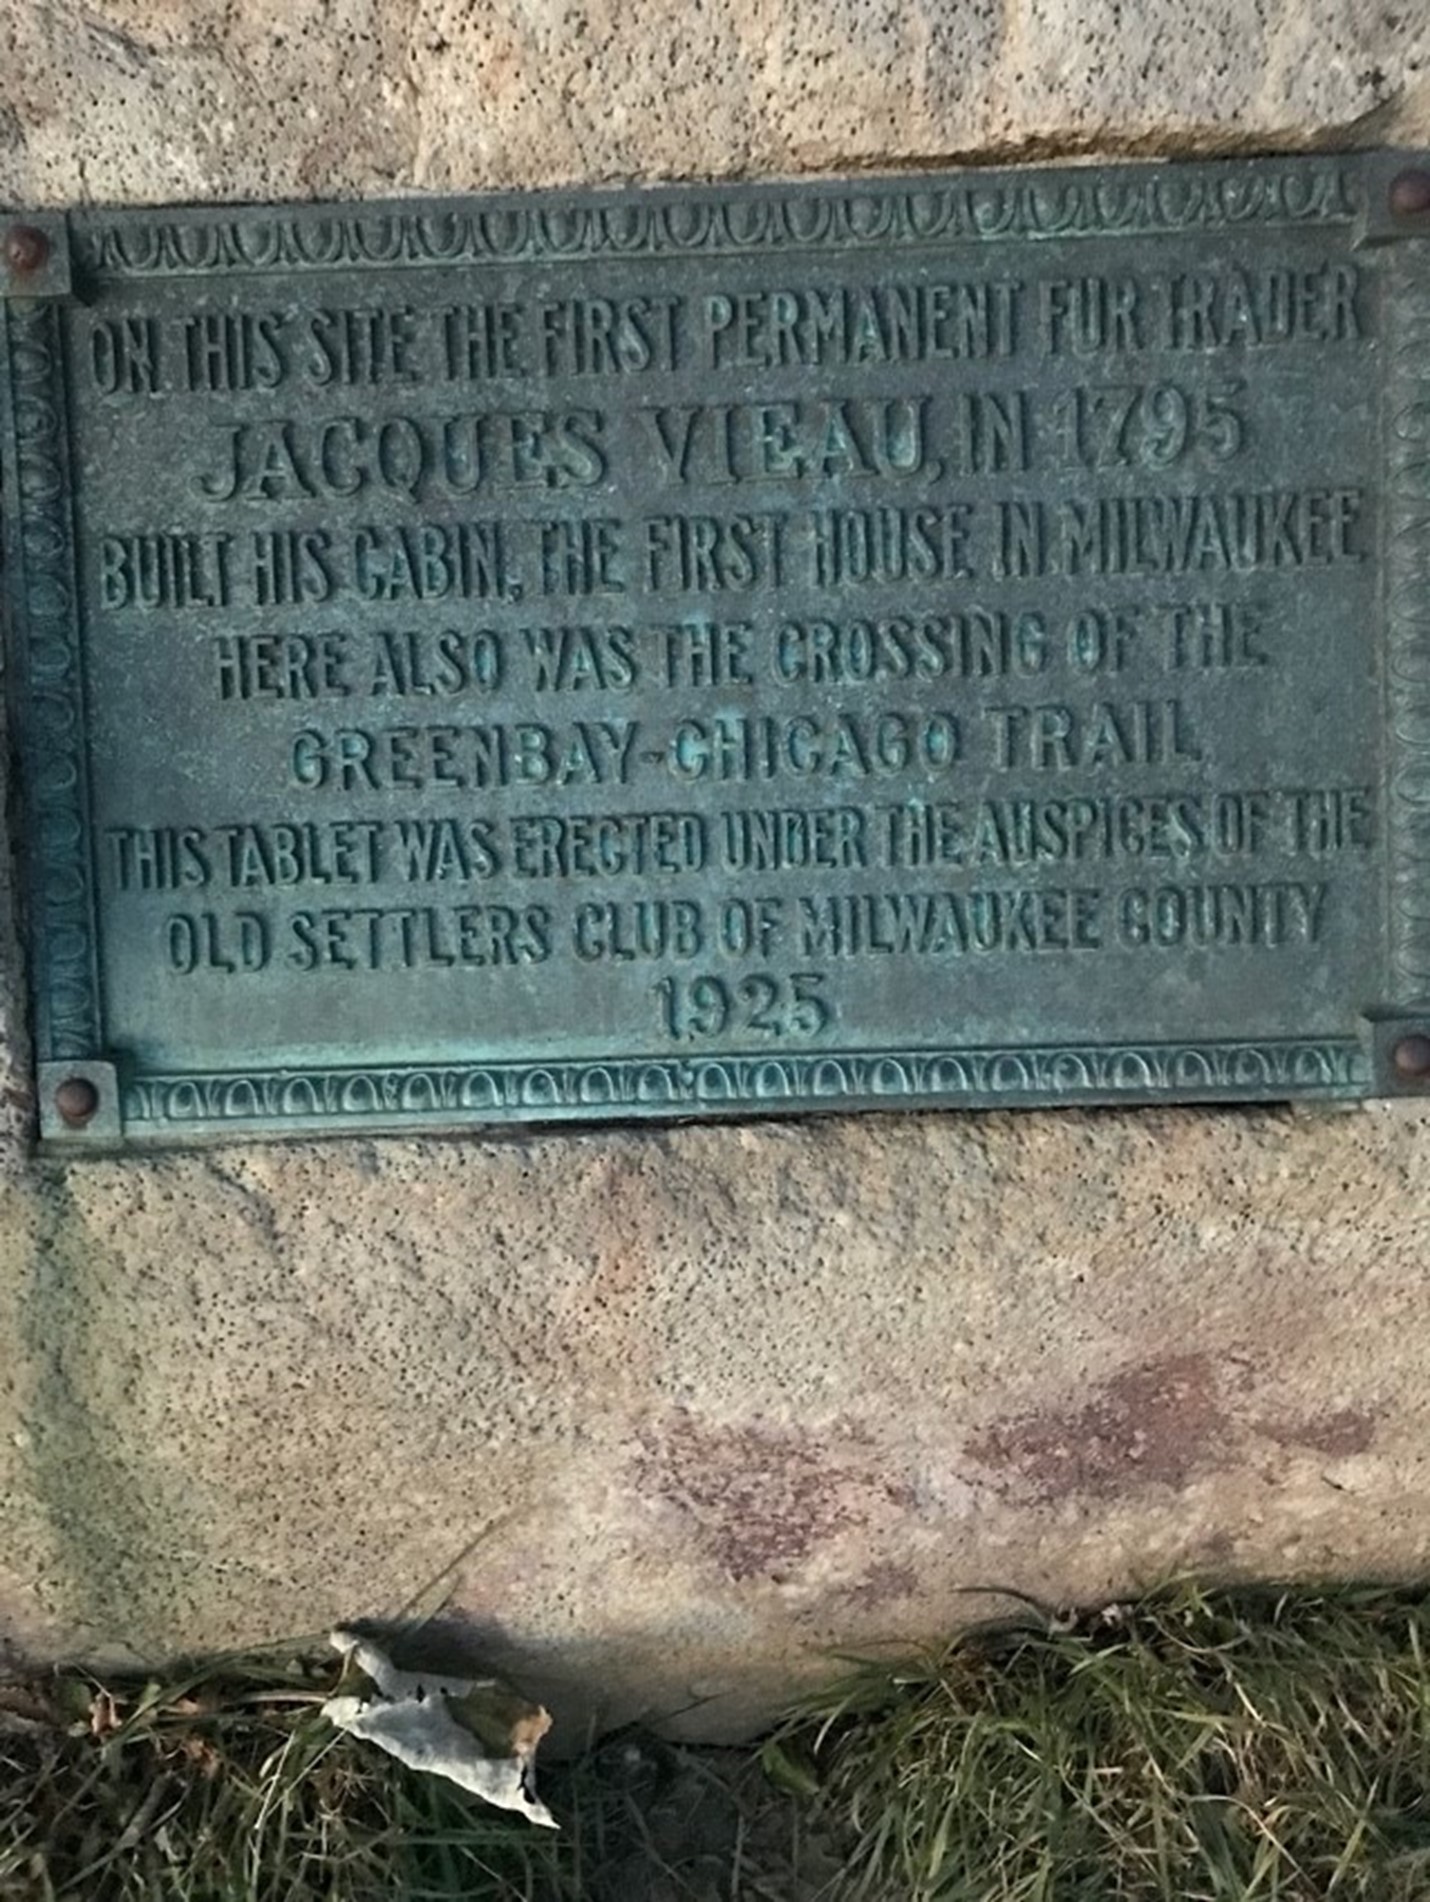 ON THIS SITE THE FIRST PERMANENT FUR TRADER
JACQUES VIEAU, IN 1795
BUILT HIS CABIN, THE FIRST HOUSE IN MILWAUKEE
HERE ALSO WAS THE CROSSING OF THE
GREENBAY-CHICAGO TRAIL
THIS TABLET WAS ERECTED UNDER THE AUSPICES OF THE
OLD SETTLERS CLUB OF MILWAUKEE COUNTY
1925